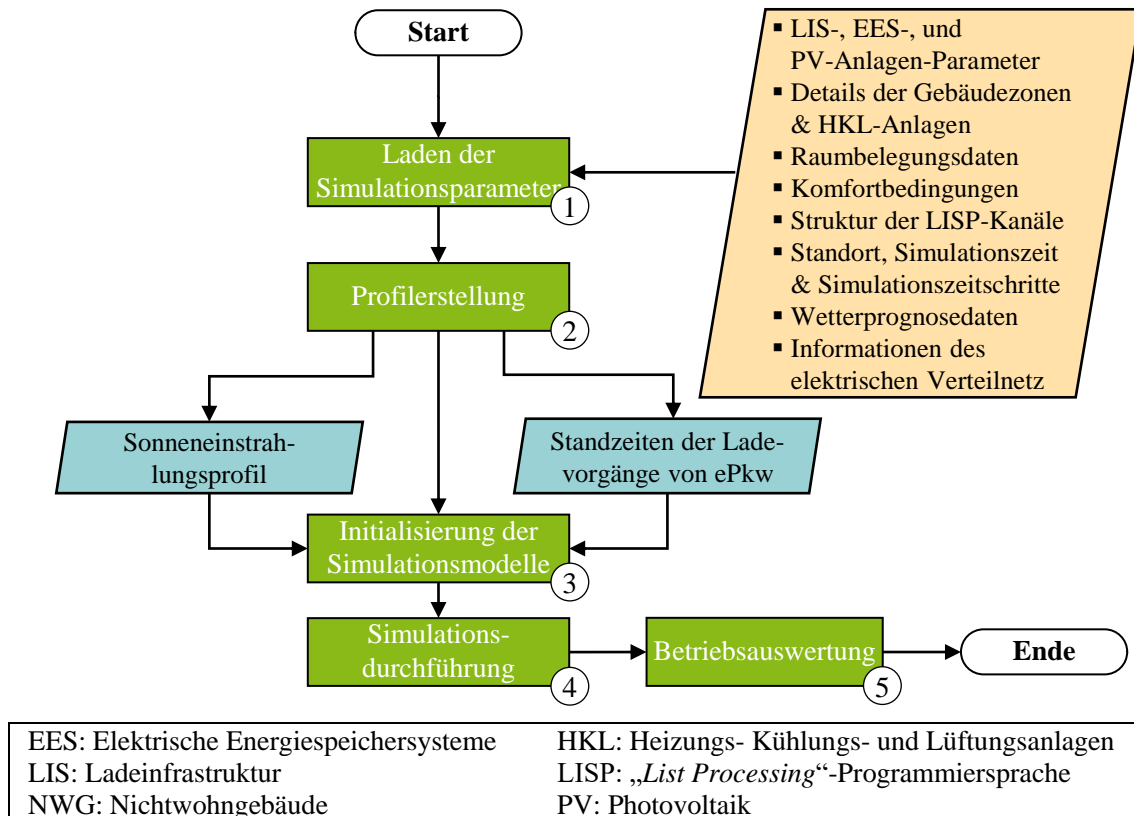 Start
▪ LIS-, EES-, und
PV-Anlagen-Parameter
▪ Details der Gebäudezonen
& HKL-Anlagen
▪ Raumbelegungsdaten
▪ Komfortbedingungen
▪ Struktur der LISP-Kanäle
▪ Standort, Simulationszeit
& Simulationszeitschritte
▪ Wetterprognosedaten
▪ Informationen des
elektrischen Verteilnetz
Laden der
Simulationsparameter
1
Profilerstellung
2
Sonneneinstrah-
lungsprofil
Standzeiten der Lade-
vorgänge von ePkw
Initialisierung der
Simulationsmodelle
3
Simulations-
durchführung
4
Betriebsauswertung
5
Ende
EES: Elektrische Energiespeichersysteme
LIS: Ladeinfrastruktur
NWG: Nichtwohngebäude
HKL: Heizungs- Kühlungs- und Lüftungsanlagen
LISP: „List Processing“-Programmiersprache
PV: Photovoltaik